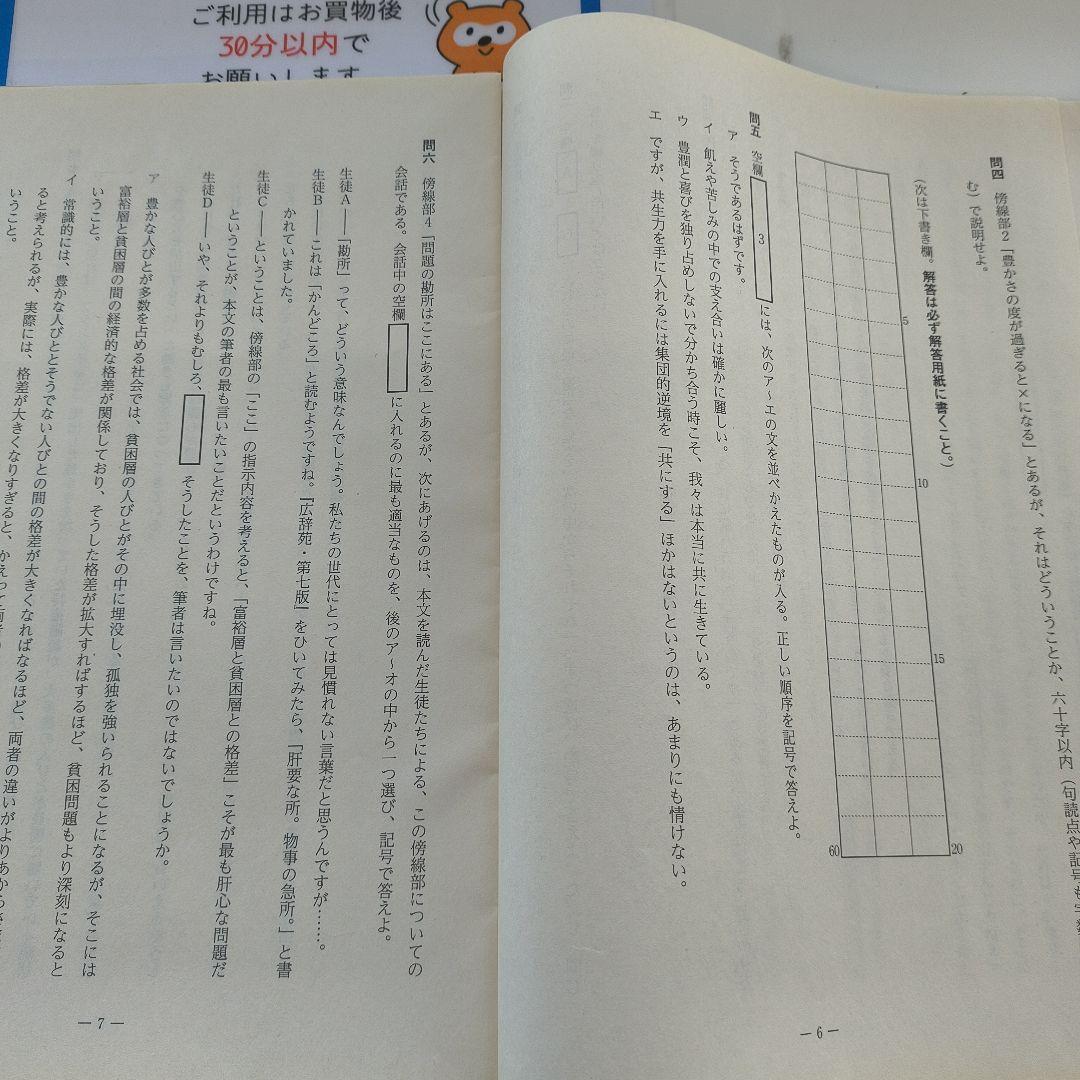 ご利用はお買物後
30分以内で
お願いします
問四 傍線部2「豊かさの度が過ぎると×になる」とあるが、それはどういうことか、六十字以内（句読点や記号も字数
む）で説明せよ。
（次は下書き欄。解答は必ず解答用紙に書くこと。）
5
10
15
20
60
問五 空欄 3 には、次のア～エの文を並べかえたものが入る。正しい順序を記号で答えよ。
ア そうであるはずです。
イ 飢えや苦しみの中での支え合いは確かに麗しい。
ウ 豊潤と喜びを独り占めしないで分かち合う時こそ、我々は本当に共に生きている。
エ ですが、共生力を手に入れるには集団的逆境を「共にする」ほかはないというのは、あまりにも情けない。
― 6 ―
問六 傍線部4「問題の勘所はここにある」とあるが、次にあげるのは、本文を読んだ生徒たちによる、この傍線部についての
会話である。会話中の空欄 に入れるのに最も適当なものを、後のア～オの中から一つ選び、記号で答えよ。
生徒A――「勘所」って、どういう意味なんでしょう。私たちの世代にとっては見慣れない言葉だと思うんですが……。
生徒B――これは「かんどころ」と読むようですね。『広辞苑・第七版』をひいてみたら、「肝要な所。物事の急所。」と書
かれていました。
生徒C――ということは、傍線部の「ここ」の指示内容を考えると、「富裕層と貧困層との格差」こそが最も肝心な問題だ
ということが、本文の筆者の最も言いたいことだというわけですね。
生徒D――いや、それよりもむしろ、 そうしたことを、筆者は言いたいのではないでしょうか。
ア 豊かな人びとが多数を占める社会では、貧困層の人びとがその中に埋没し、孤独を強いられることになるが、そこには
富裕層と貧困層の間の経済的な格差が関係しており、そうした格差が拡大すればするほど、貧困問題もより深刻になると
いうこと。
イ 常識的には、豊かな人びととそうでない人びととの間の格差が大きくなればなるほど、両者の違いがよりあからさま
ると考えられるが、実際には、格差が大きくなりすぎると、かえって両者
いうこと。
― 7 ―